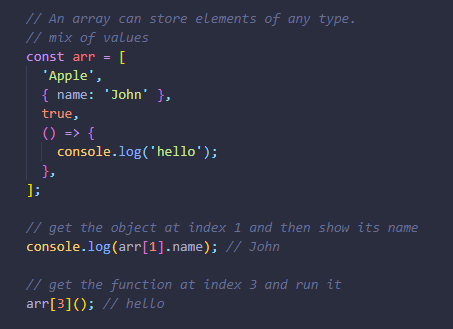 // An array can store elements of any type.
// mix of values
const arr = [
  'Apple',
  { name: 'John' },
  true,
  () => {
    console.log('hello');
  },
];

// get the object at index 1 and then show its name
console.log(arr[1].name); // John

// get the function at index 3 and run it
arr[3](); // hello